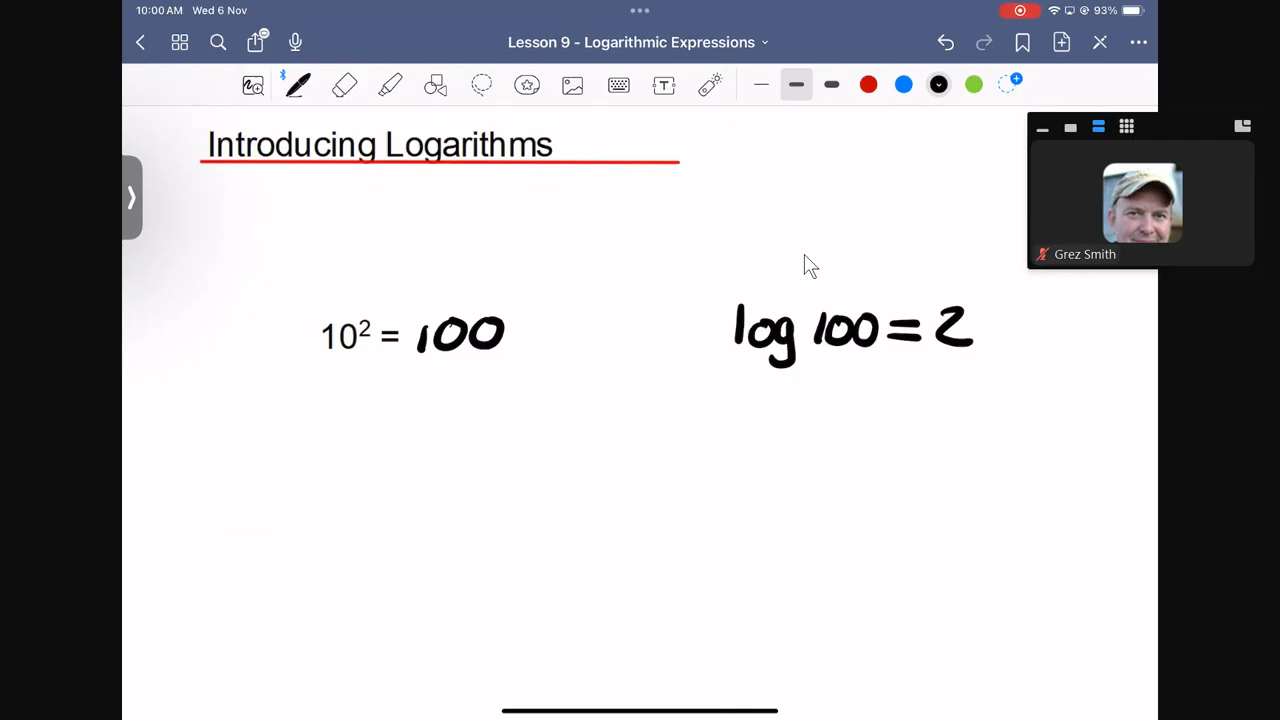 10:00 AM Wed 6 Nov
93%
Lesson 9 - Logarithmic Expressions
T
Introducing Logarithms
Grez Smith
10² = 100
log 100 = 2